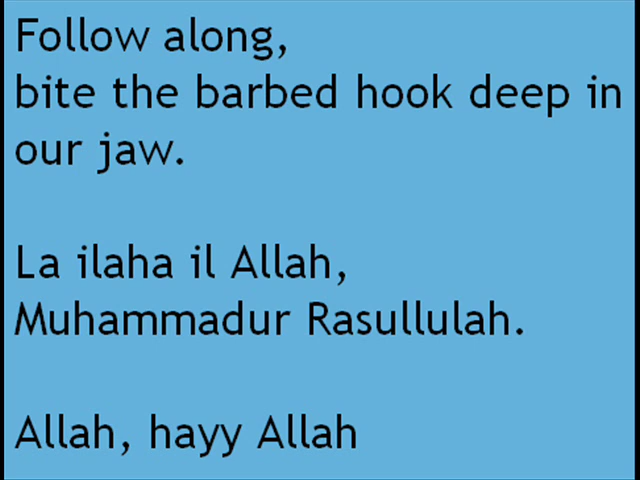 Follow along,
bite the barbed hook deep in
our jaw.
La ilaha il Allah,
Muhammadur Rasullulah.
Allah, hayy Allah